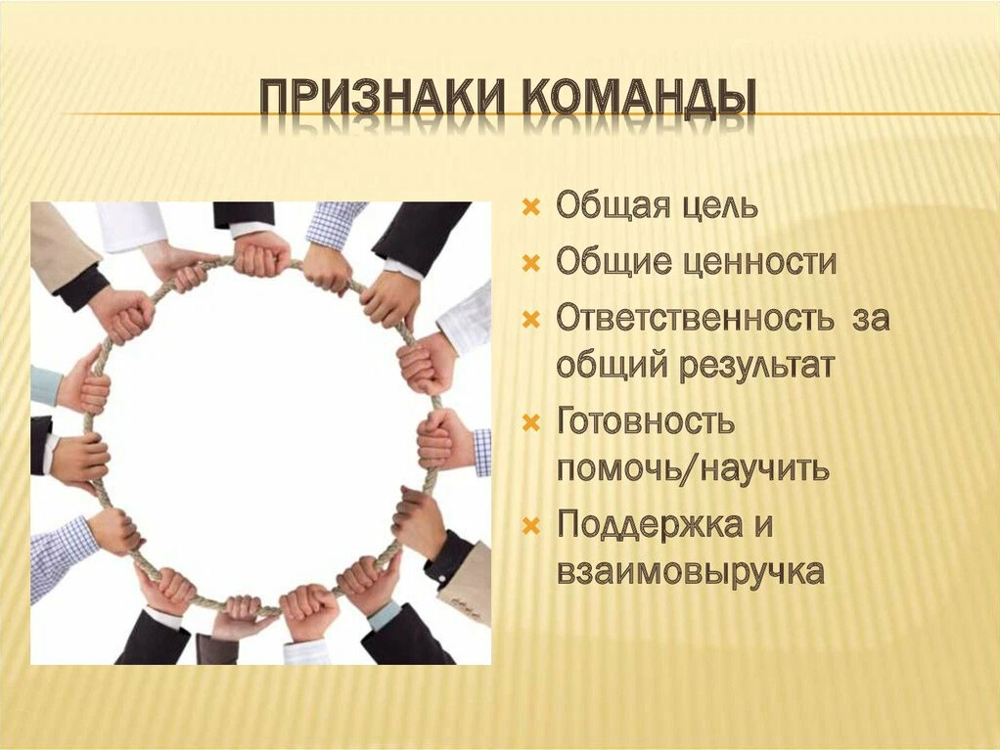 ПРИЗНАКИ КОМАНДЫ
Общая цель
Общие ценности
Ответственность за
общий результат
Готовность
помочь/научить
Поддержка и
взаимовыручка